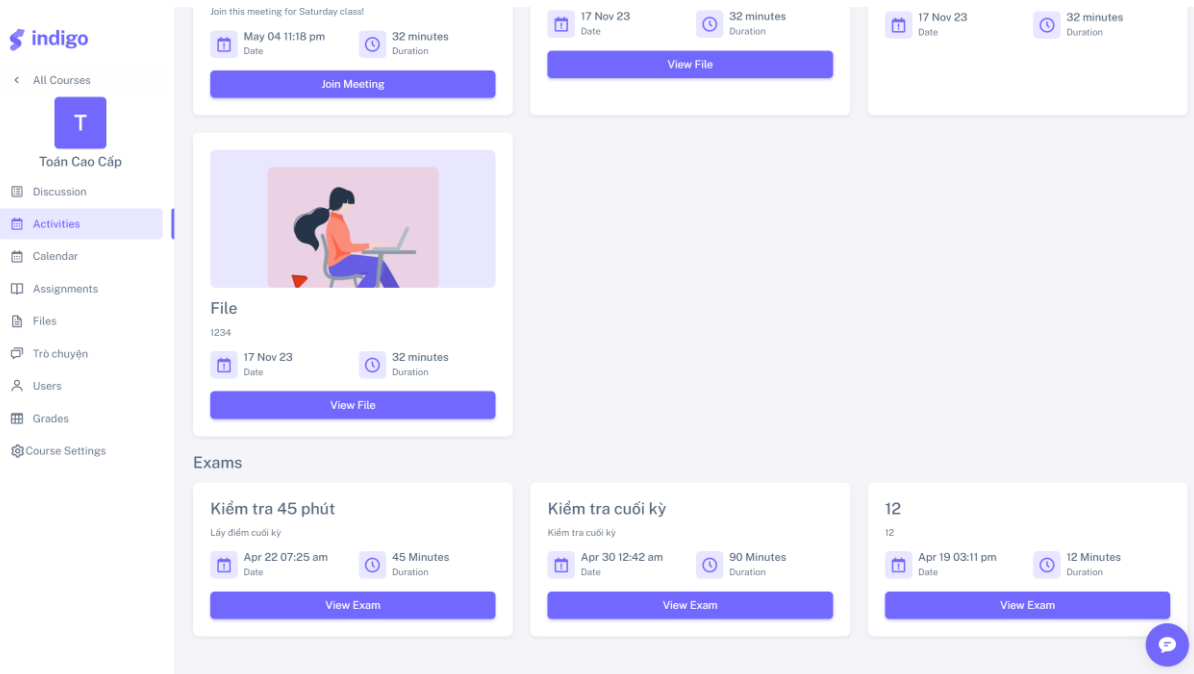 indigo
All Courses
T
Toán Cao Cấp
Discussion
Activities
Calendar
Assignments
Files
Trò chuyện
Users
Grades
Course Settings
Join this meeting for Saturday class!
May 04 11:18 pm
Date
32 minutes
Duration
Join Meeting
17 Nov 23
Date
32 minutes
Duration
View File
17 Nov 23
Date
32 minutes
Duration
File
1234
17 Nov 23
Date
32 minutes
Duration
View File
Exams
Kiểm tra 45 phút
Lấy điểm cuối kỳ
Apr 22 07:25 am
Date
45 Minutes
Duration
View Exam
Kiểm tra cuối kỳ
Kiểm tra cuối kỳ
Apr 30 12:42 am
Date
90 Minutes
Duration
View Exam
12
12
Apr 19 03:11 pm
Date
12 Minutes
Duration
View Exam